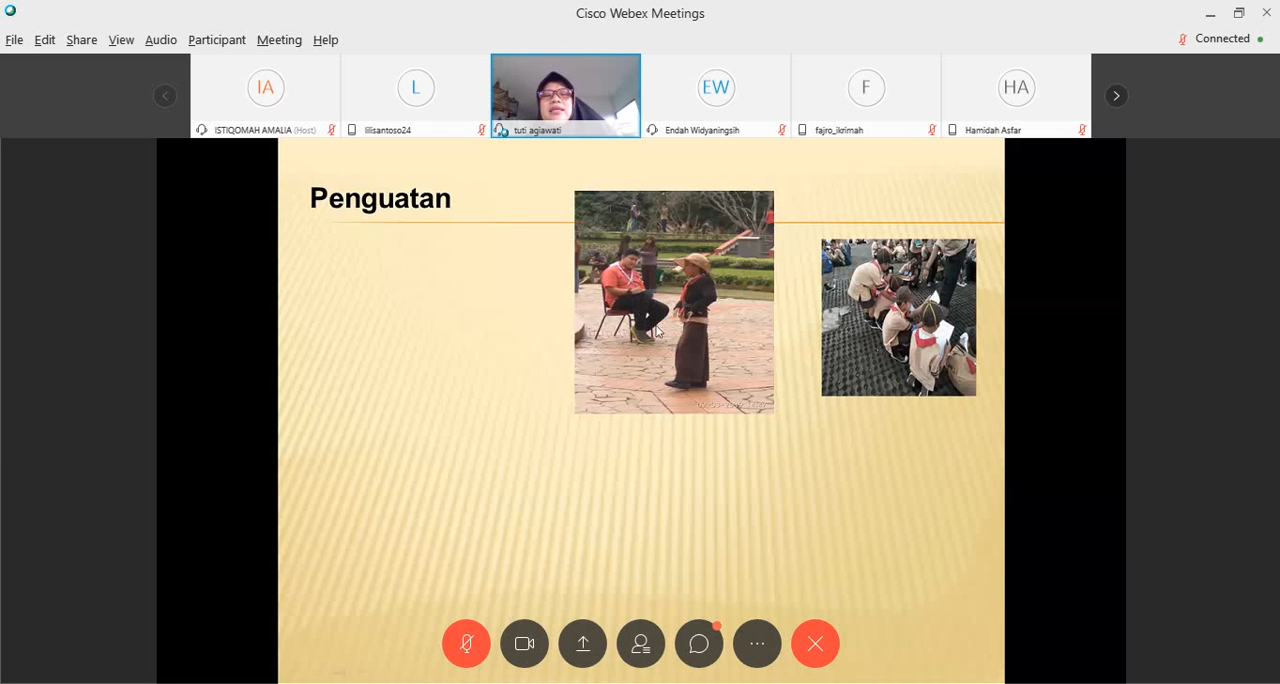 Cisco Webex Meetings
File Edit Share View Audio Participant Meeting Help
Connected
IA
L
EW
F
HA
ISTIQOMAH AMALIA (Host)
lilisantoso24
tuti agiawati
Endah Widyaningsih
fajro_ikrimah
Hamidah Asfar
Penguatan